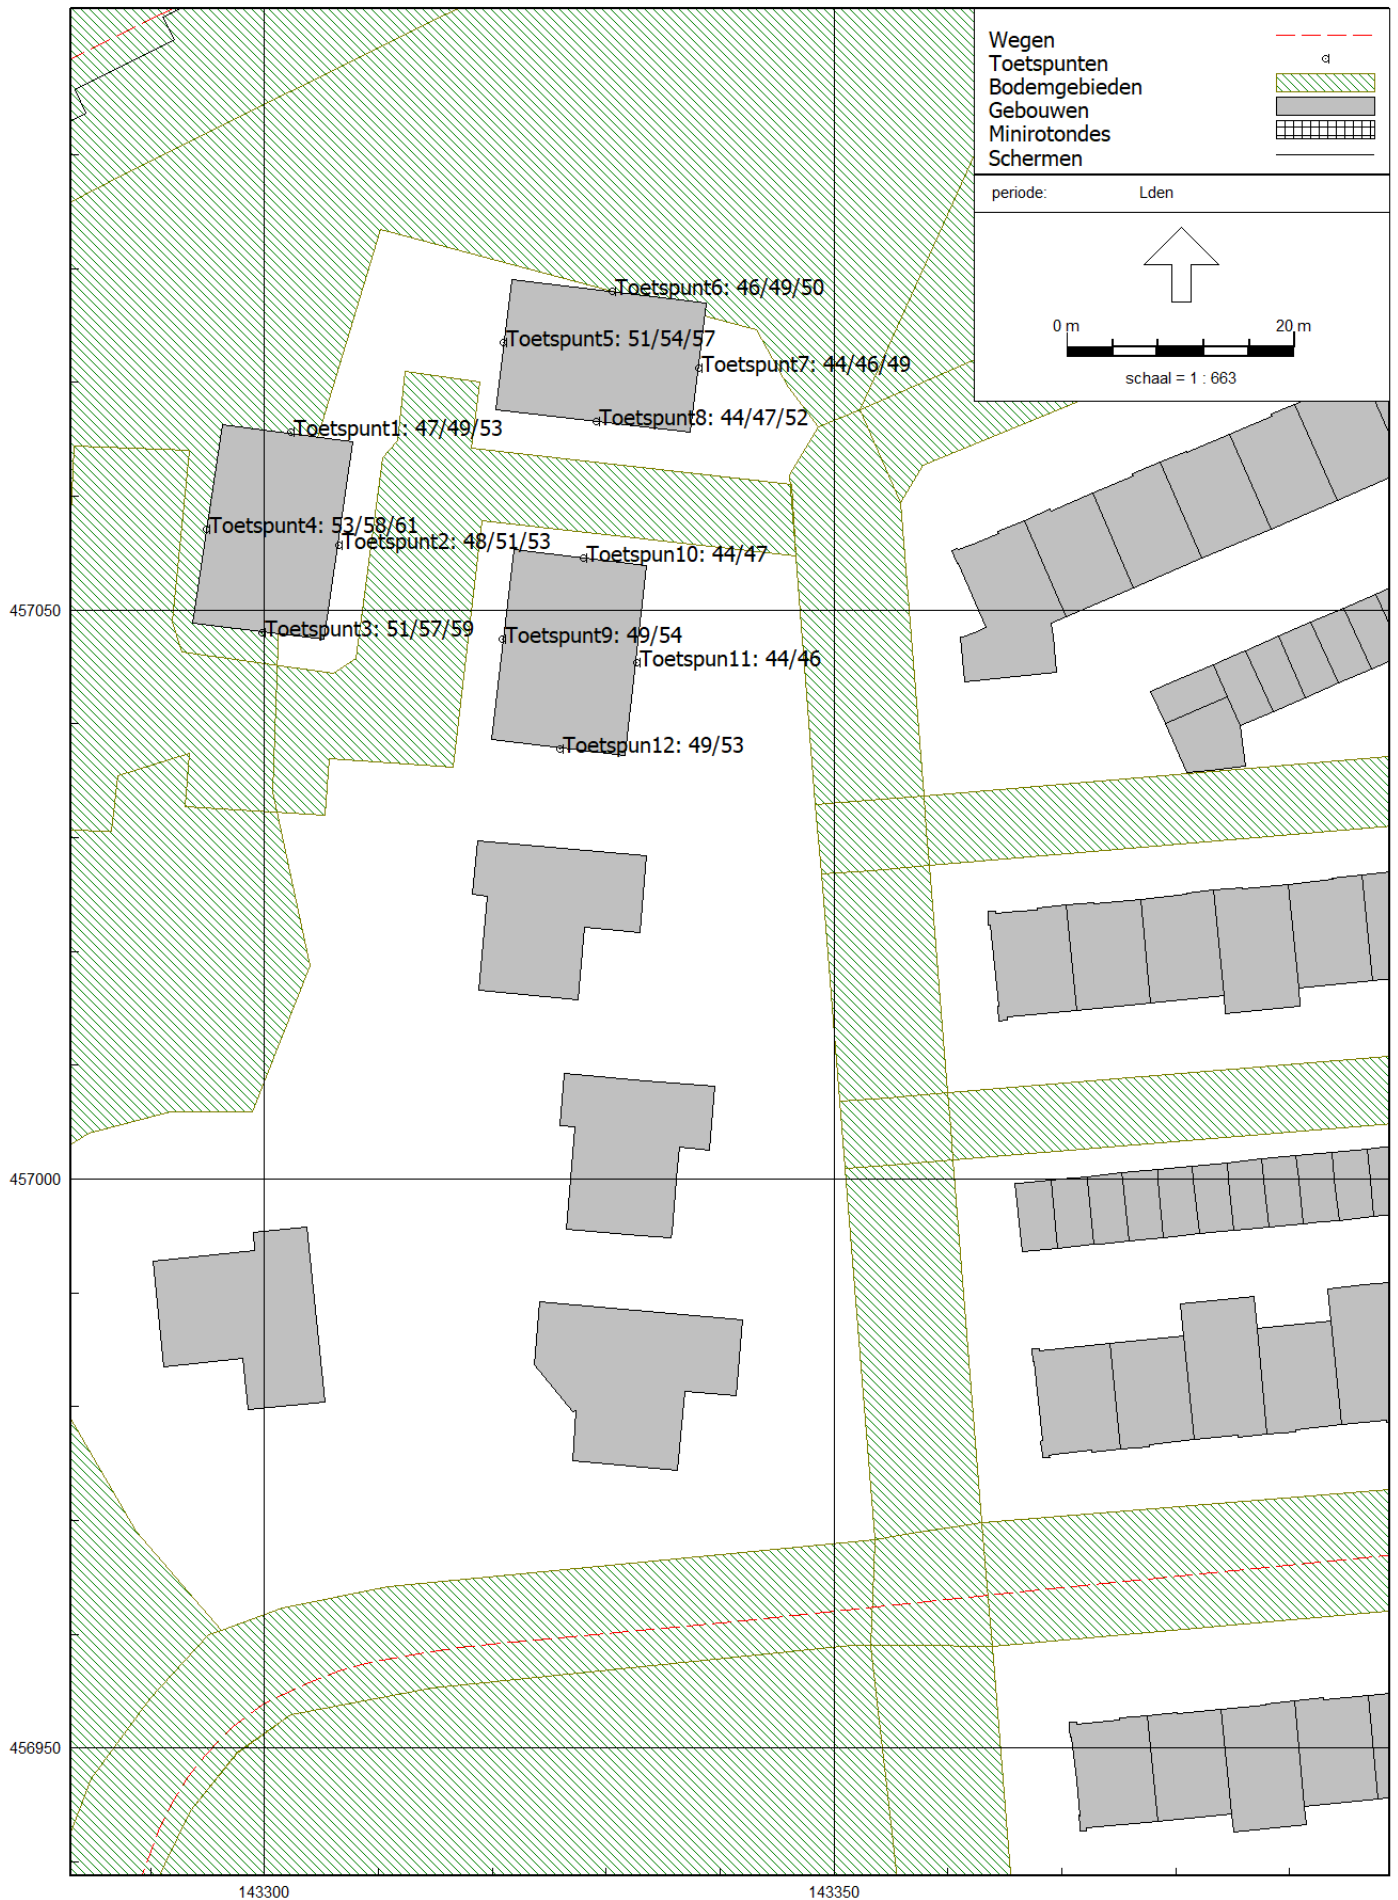 Wegen
Toetspunten
Bodemgebieden
Gebouwen
Minirotondes
Schermen
periode: Lden
0 m 20 m
schaal = 1 : 663
Toetspunt6: 46/49/50
Toetspunt5: 51/54/57
Toetspunt7: 44/46/49
Toetspunt8: 44/47/52
Toetspunt1: 47/49/53
Toetspunt4: 53/58/61
Toetspunt2: 48/51/53
Toetspun10: 44/47
457050
Toetspunt3: 51/57/59
Toetspunt9: 49/54
Toetspun11: 44/46
Toetspun12: 49/53
457000
456950
143300 143350